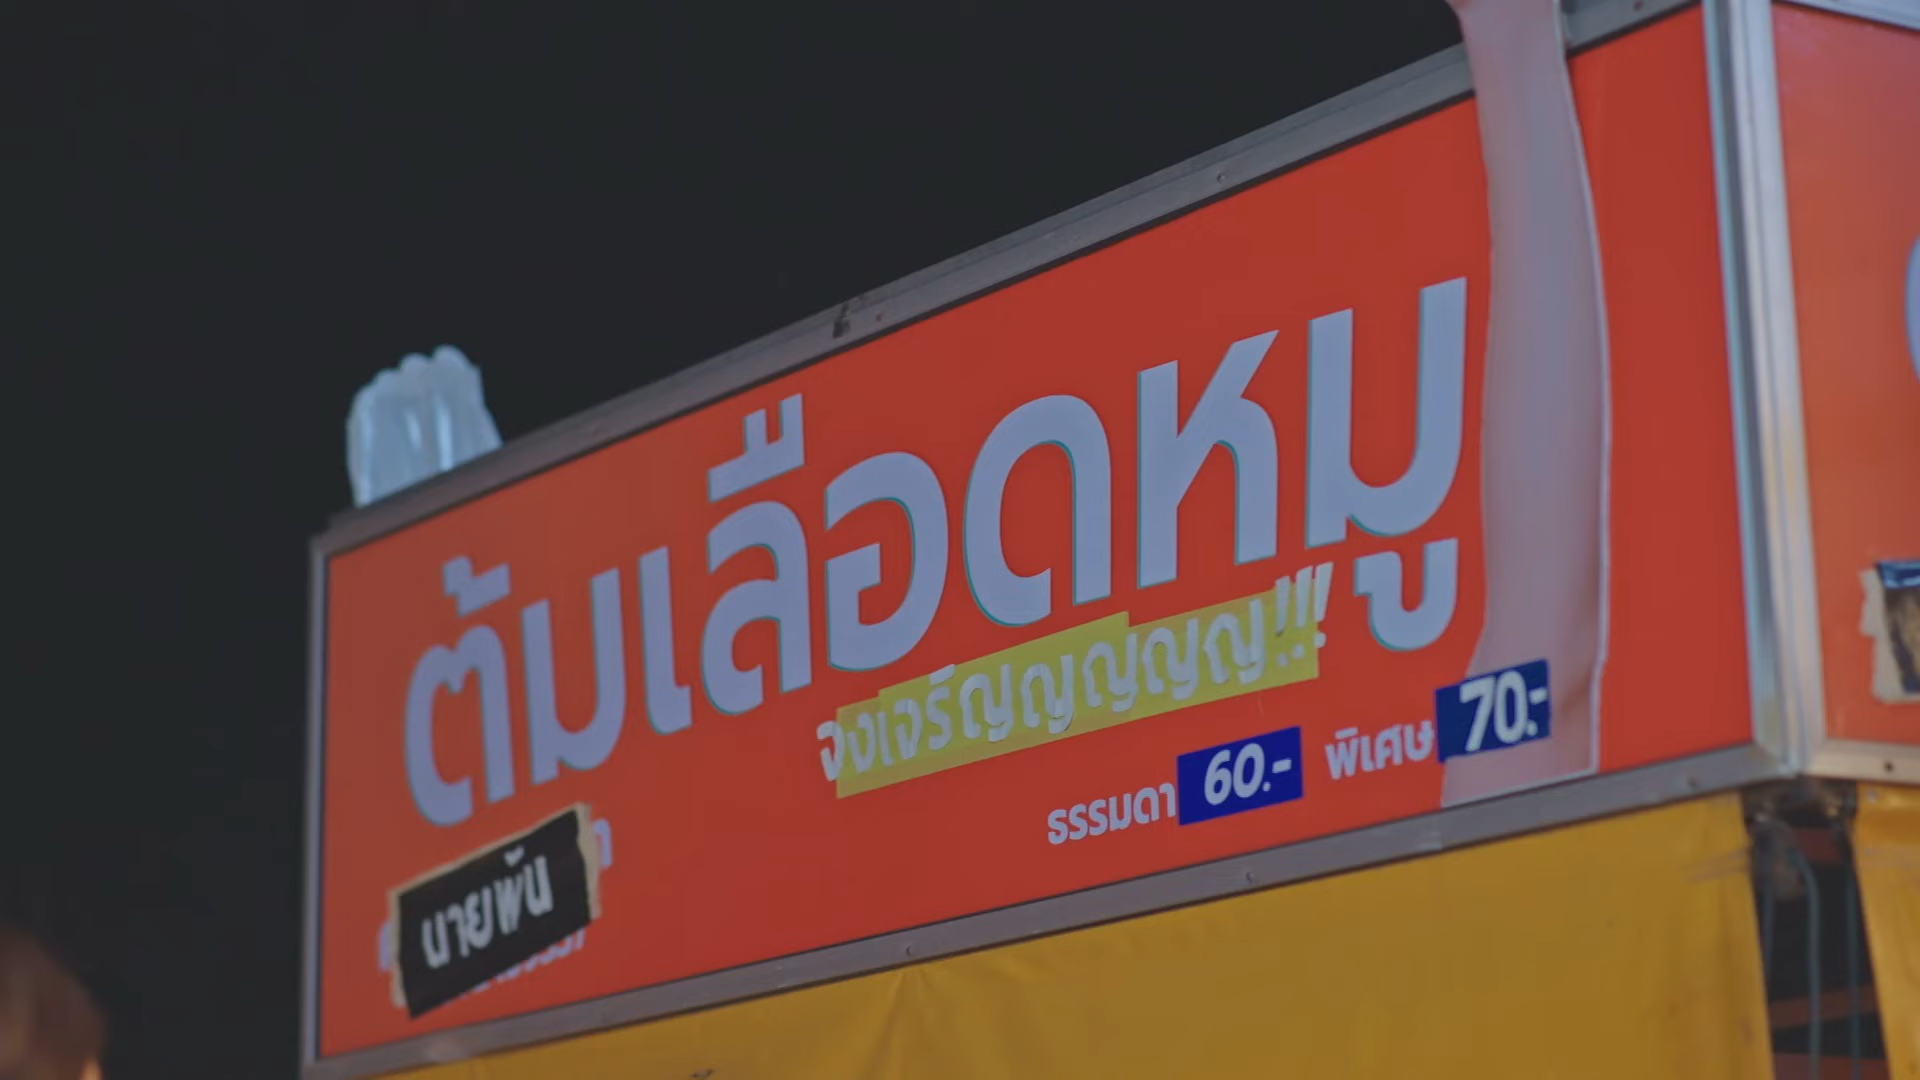 ต้มเลือดหมู
จงเจริญญญญญญ!!!
ธรรมดา 60.- พิเศษ 70.-
นายพัน